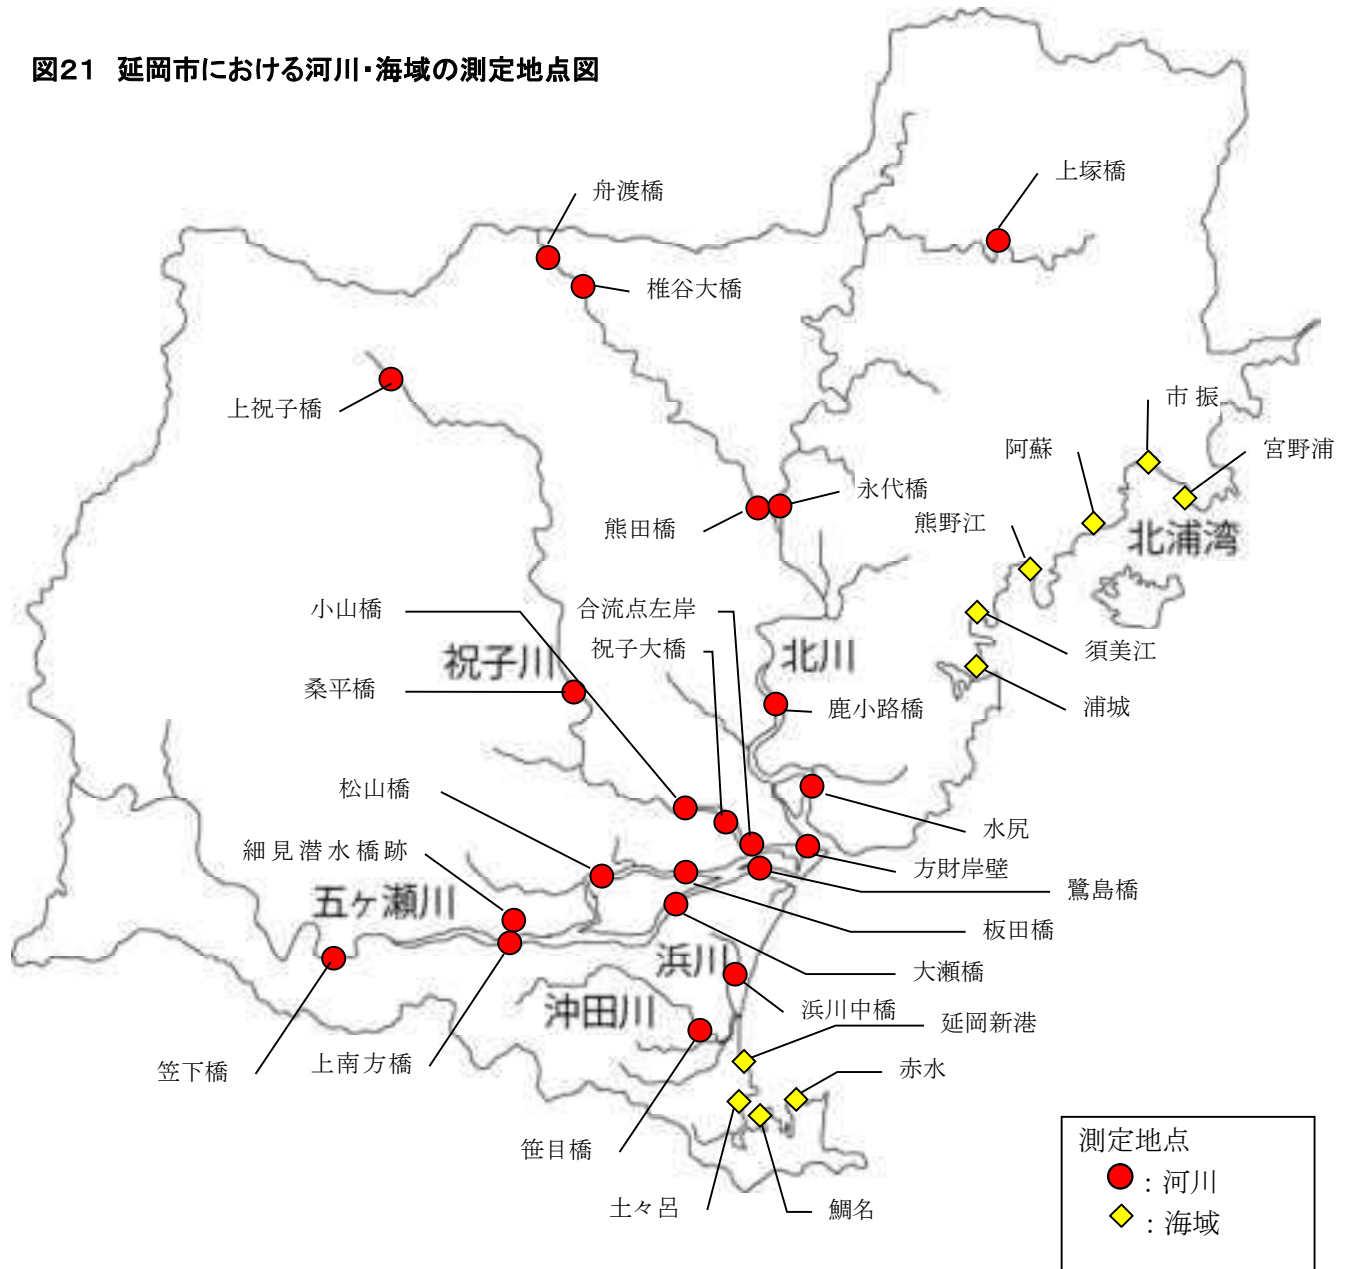 図21 延岡市における河川・海域の測定地点図
上塚橋
舟渡橋
椎谷大橋
上祝子橋
市振
阿蘇
宮野浦
永代橋
熊田橋
熊野江
北浦湾
小山橋
合流点左岸
祝子川
祝子大橋
北川
須美江
桑平橋
鹿小路橋
浦城
松山橋
水尻
細見潜水橋跡
方財岸壁
鷺島橋
五ヶ瀬川
板田橋
浜川
大瀬橋
沖田川
浜川中橋
延岡新港
笠下橋
上南方橋
赤水
笹目橋
土々呂
鯛名
測定地点
:河川
:海域